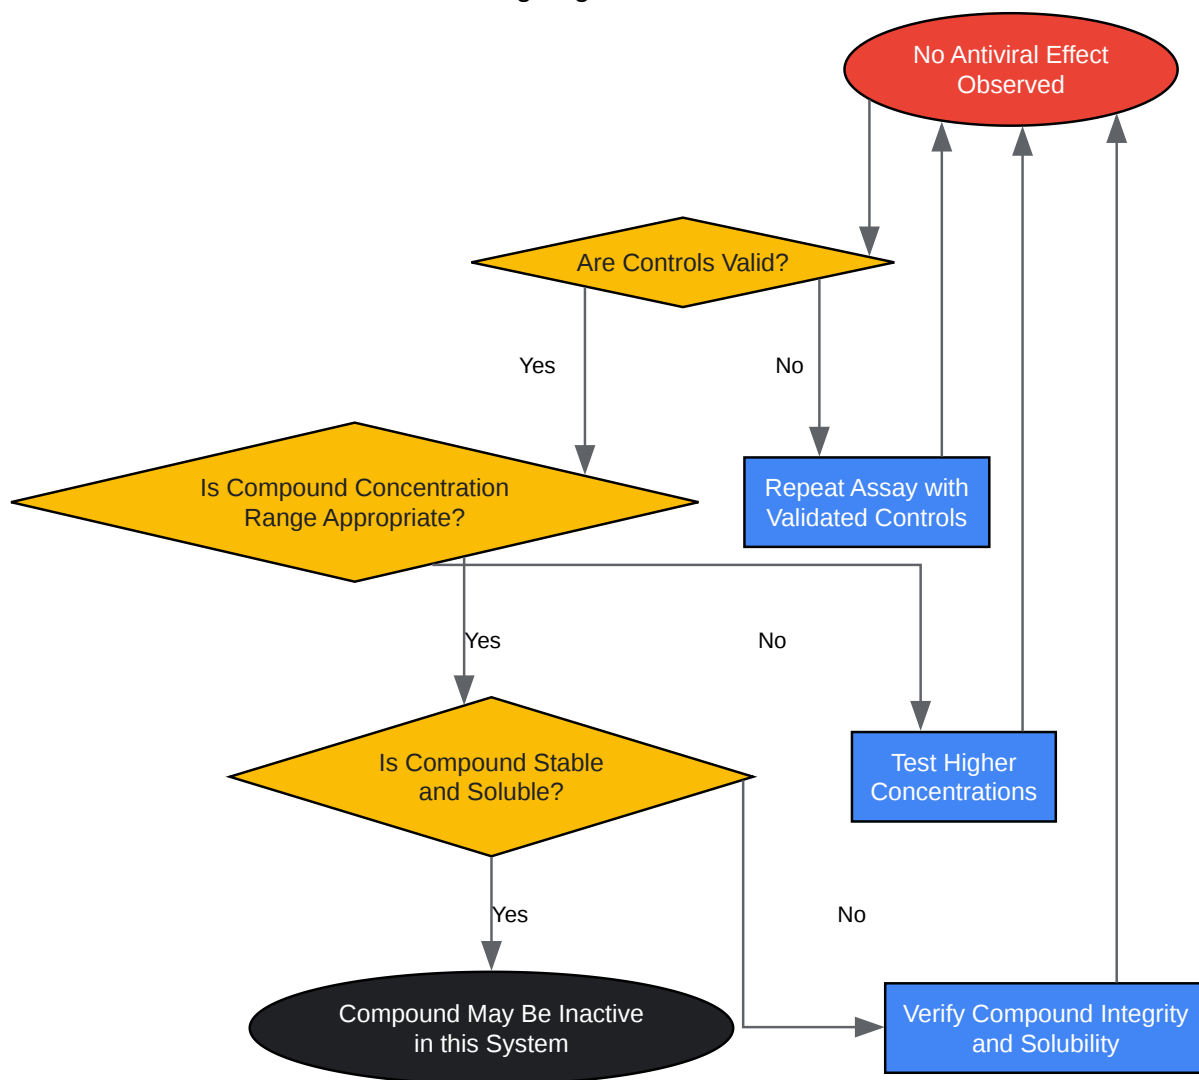 No Antiviral Effect
Observed
Are Controls Valid?
Yes
No
Is Compound Concentration
Range Appropriate?
Repeat Assay with
Validated Controls
Yes
No
Is Compound Stable
and Soluble?
Test Higher
Concentrations
Yes
No
Compound May Be Inactive
in this System
Verify Compound Integrity
and Solubility